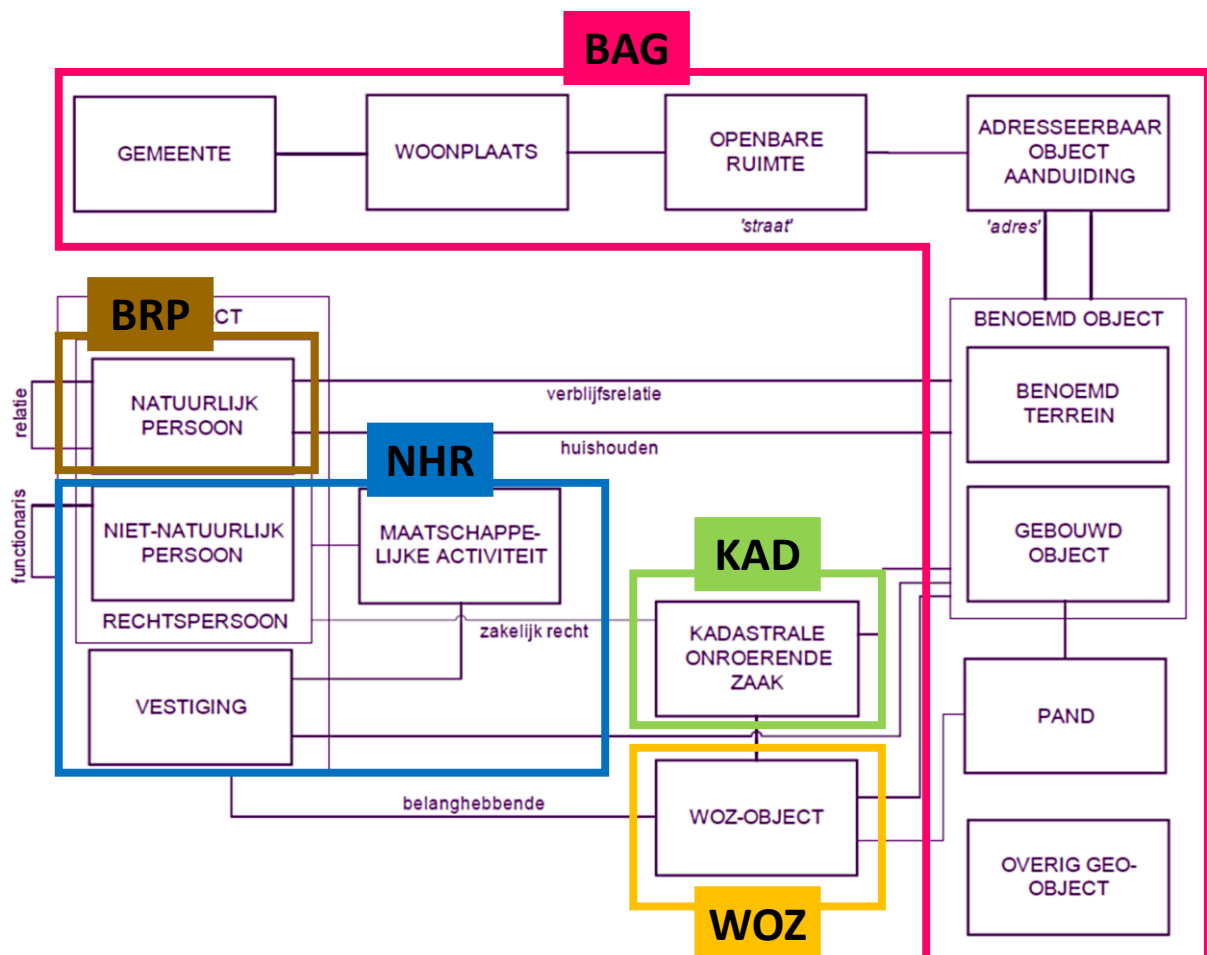 BAG
GEMEENTE
WOONPLAATS
OPENBARE
RUIMTE
ADRESSEERBAAR
OBJECT
AANDUIDING
'straat'
'adres'
BRP
CT
BENOEMD OBJECT
relatie
NATUURLIJK
PERSOON
verblijfsrelatie
huishouden
BENOEMD
TERREIN
NHR
functionaris
NIET-NATUURLIJK
PERSOON
MAATSCHAPPE-
LIJKE ACTIVITEIT
KAD
GEBOUWD
OBJECT
RECHTSPERSOON
zakelijk recht
KADASTRALE
ONROERENDE
ZAAK
VESTIGING
PAND
belanghebbende
WOZ-OBJECT
OVERIG GEO-
OBJECT
WOZ